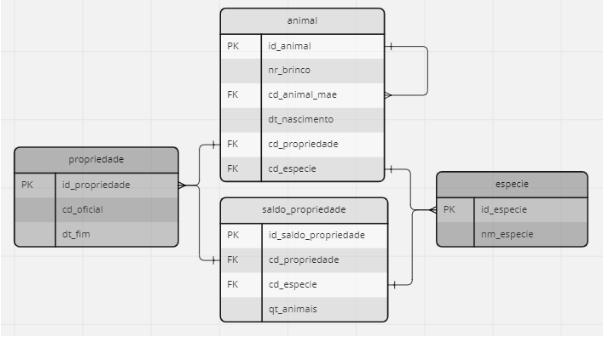 animal
PK id_animal
nr_brinco
FK cd_animal_mae
dt_nascimento
FK cd_propriedade
FK cd_especie
propriedade
PK id_propriedade
cd_oficial
dt_fim
saldo_propriedade
PK id_saldo_propriedade
FK cd_propriedade
FK cd_especie
qt_animais
especie
PK id_especie
nm_especie